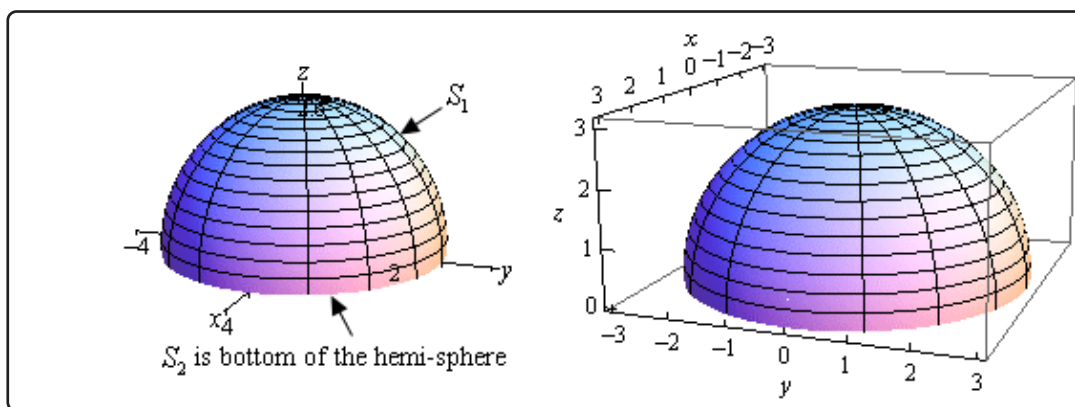 z
S₁
−4
2
y
x 4
S₂ is bottom of the hemi-sphere
x
3 2 1 0 −1 −2 −3
3
2
z
1
0
−3 −2 −1 0 1 2 3
y